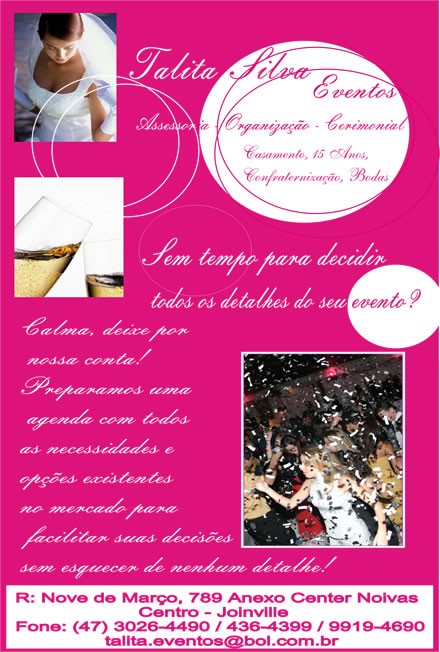 Talita Silva
Eventos
Assessoria - Organização - Cerimonial
Casamento, 15 Anos,
Confraternização, Bodas
Sem tempo para decidir
todos os detalhes do seu evento?
Calma, deixe por
nossa conta!
Preparamos uma
agenda com todos
as necessidades e
opções existentes
no mercado para
facilitar suas decisões
sem esquecer de nenhum detalhe!
R: Nove de Março, 789 Anexo Center Noivas
Centro - Joinville
Fone: (47) 3026-4490 / 436-4399 / 9919-4690
talita.eventos@bol.com.br